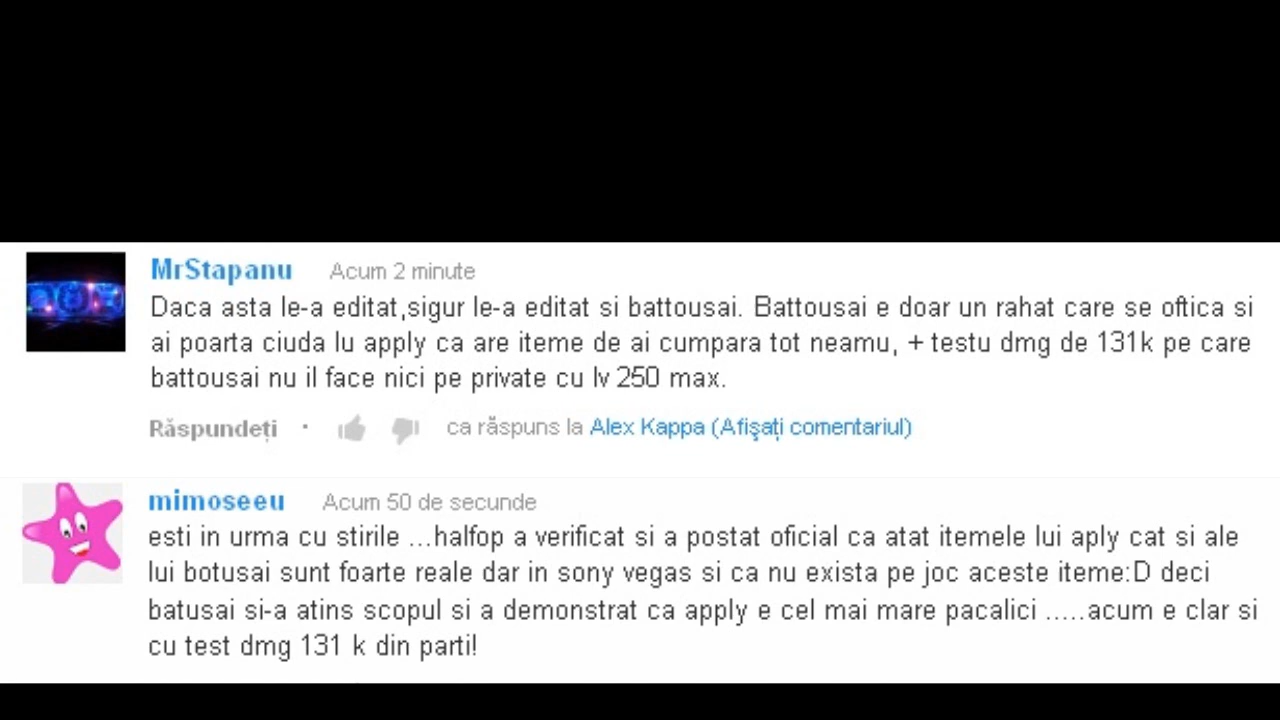 MrStapanu Acum 2 minute
Daca asta le-a editat,sigur le-a editat si battousai. Battousai e doar un rahat care se oftica si
ai poarta ciuda lu apply ca are iteme de ai cumpara tot neamu, + testu dmg de 131k pe care
battousai nu il face nici pe private cu lv 250 max.
Răspundeți · ca răspuns la Alex Kappa (Afişați comentariul)
mimoseeu Acum 50 de secunde
esti in urma cu stirile ...halfop a verificat si a postat oficial ca atat itemele lui aply cat si ale
lui botusai sunt foarte reale dar in sony vegas si ca nu exista pe joc aceste iteme:D deci
batusai si-a atins scopul si a demonstrat ca apply e cel mai mare pacalici .....acum e clar si
cu test dmg 131 k din parti!